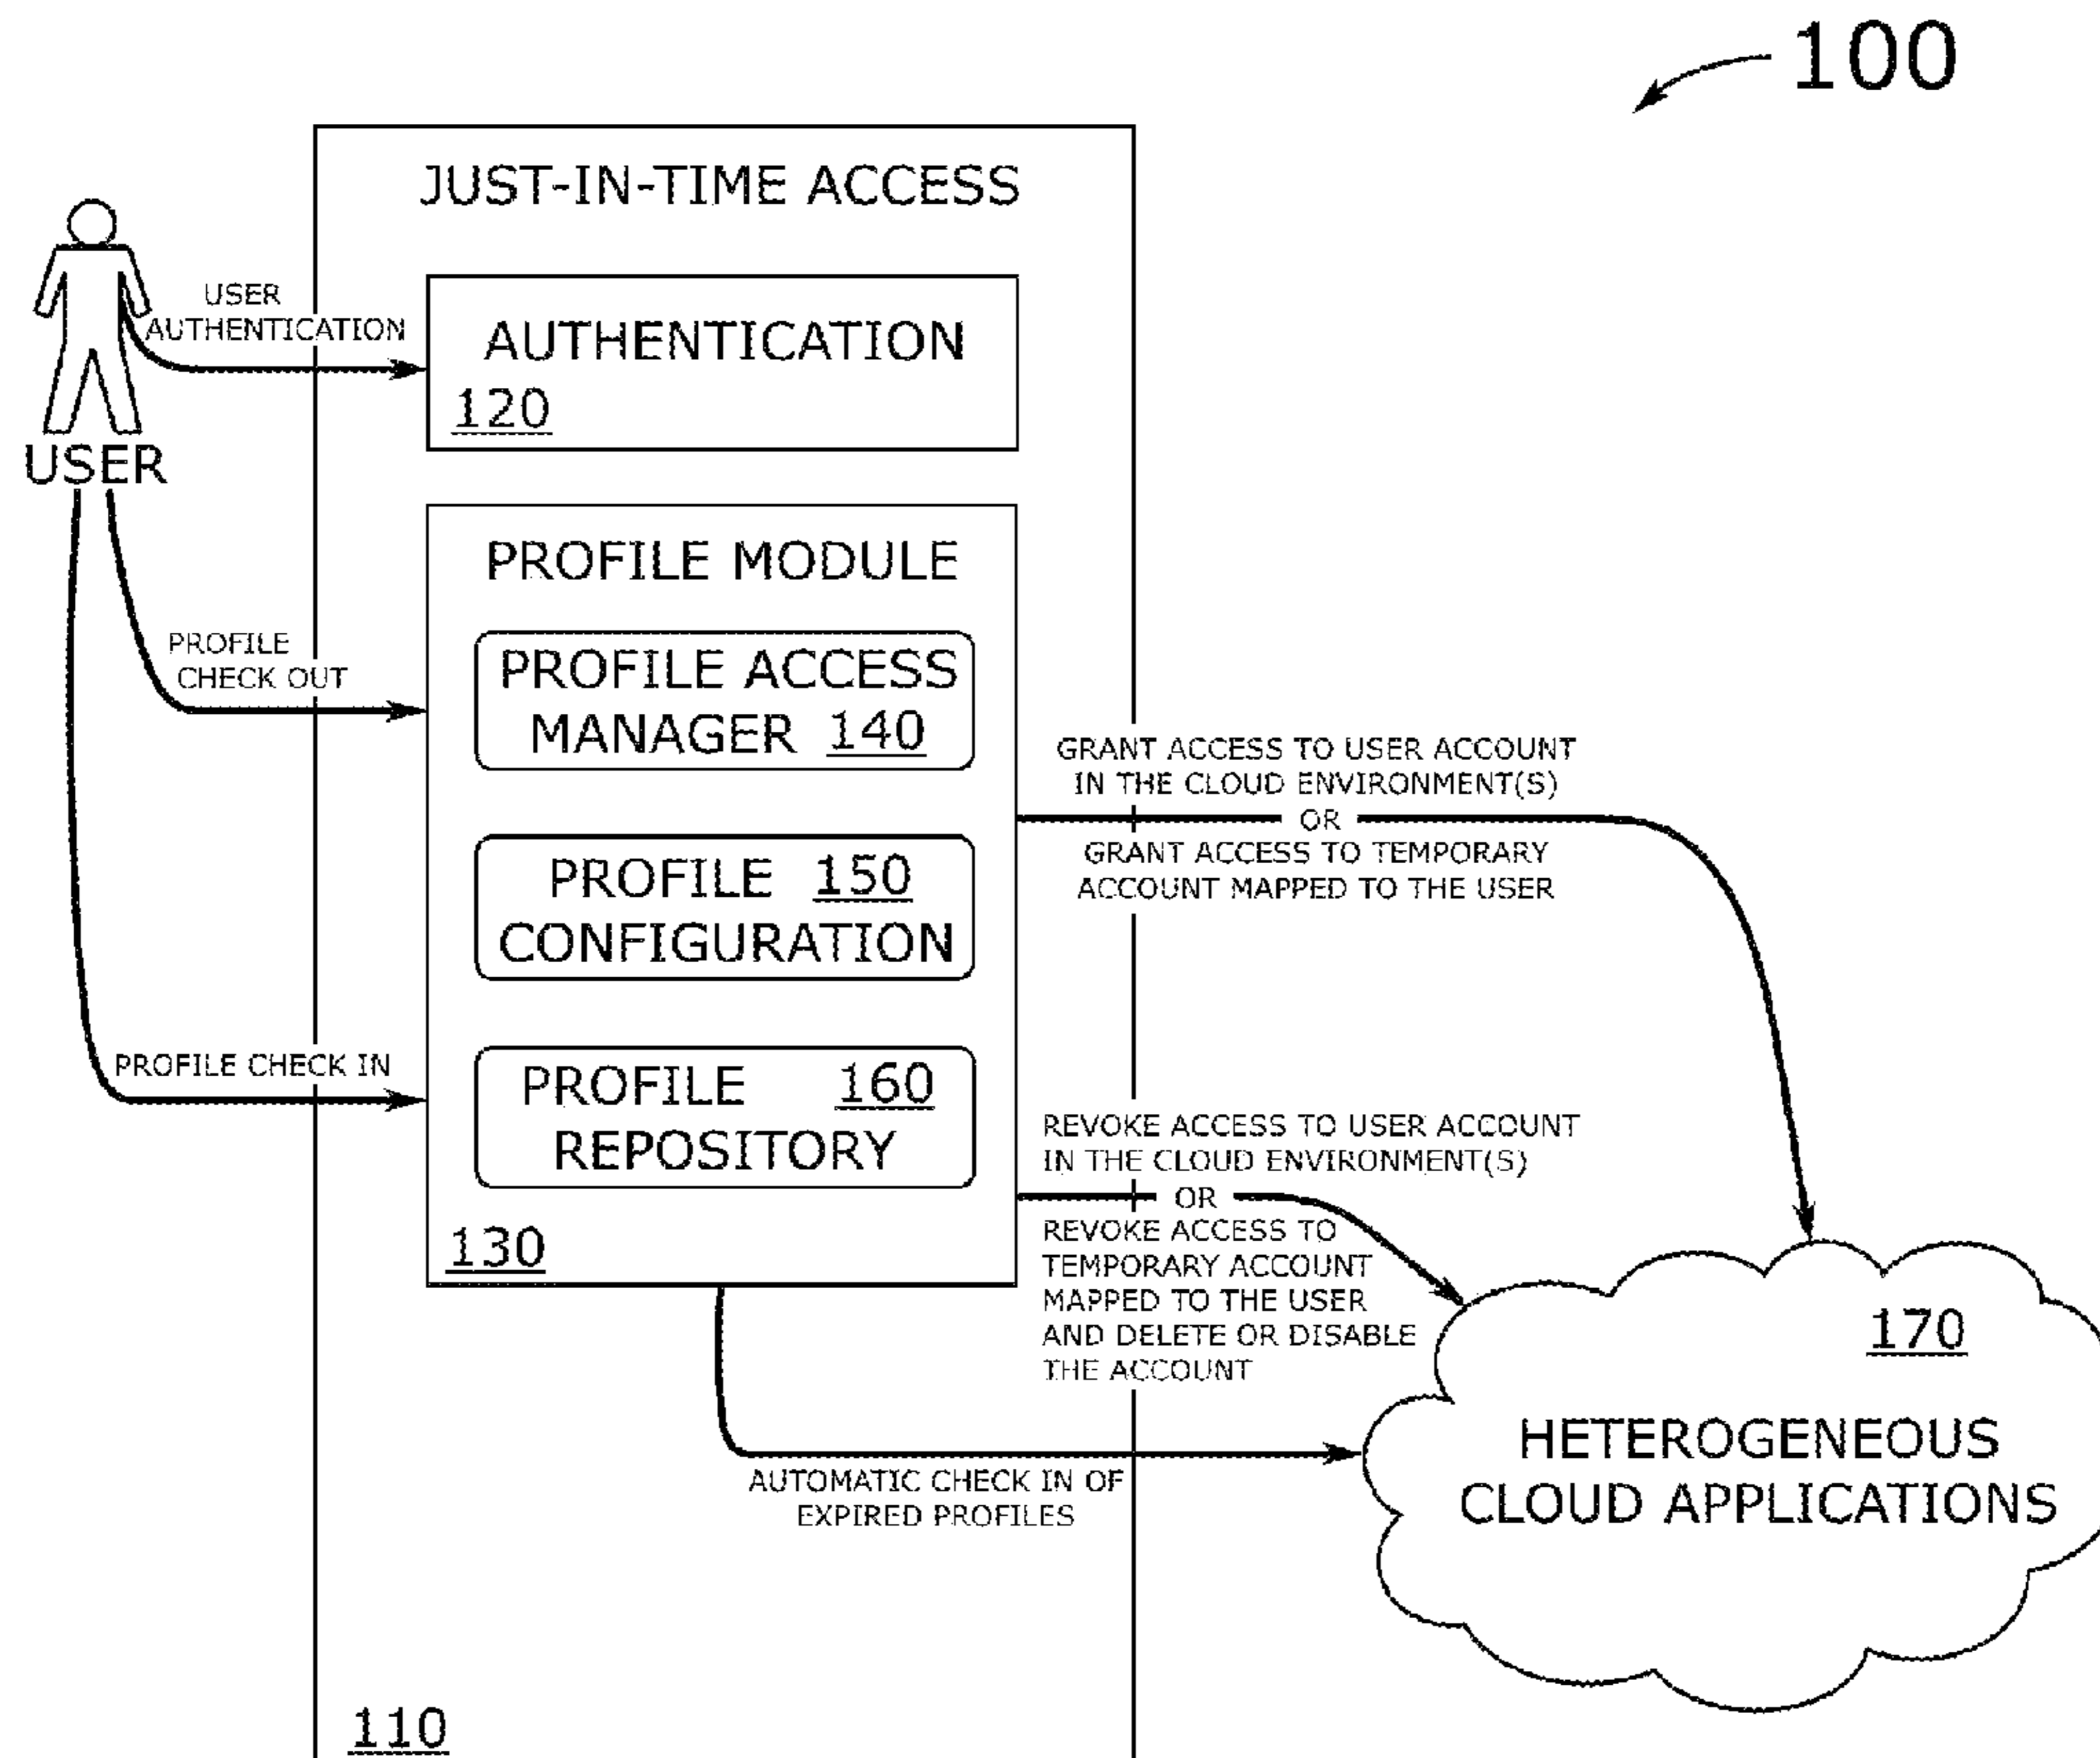 100
JUST-IN-TIME ACCESS
USER
AUTHENTICATION
AUTHENTICATION
120
USER
PROFILE MODULE
PROFILE
CHECK OUT
PROFILE ACCESS
MANAGER 140
GRANT ACCESS TO USER ACCOUNT
IN THE CLOUD ENVIRONMENT(S)
OR
GRANT ACCESS TO TEMPORARY
ACCOUNT MAPPED TO THE USER
PROFILE 150
CONFIGURATION
PROFILE CHECK IN
PROFILE 160
REPOSITORY
130
REVOKE ACCESS TO USER ACCOUNT
IN THE CLOUD ENVIRONMENT(S)
OR
REVOKE ACCESS TO
TEMPORARY ACCOUNT
MAPPED TO THE USER
AND DELETE OR DISABLE
THE ACCOUNT
170
HETEROGENEOUS
CLOUD APPLICATIONS
AUTOMATIC CHECK IN OF
EXPIRED PROFILES
110